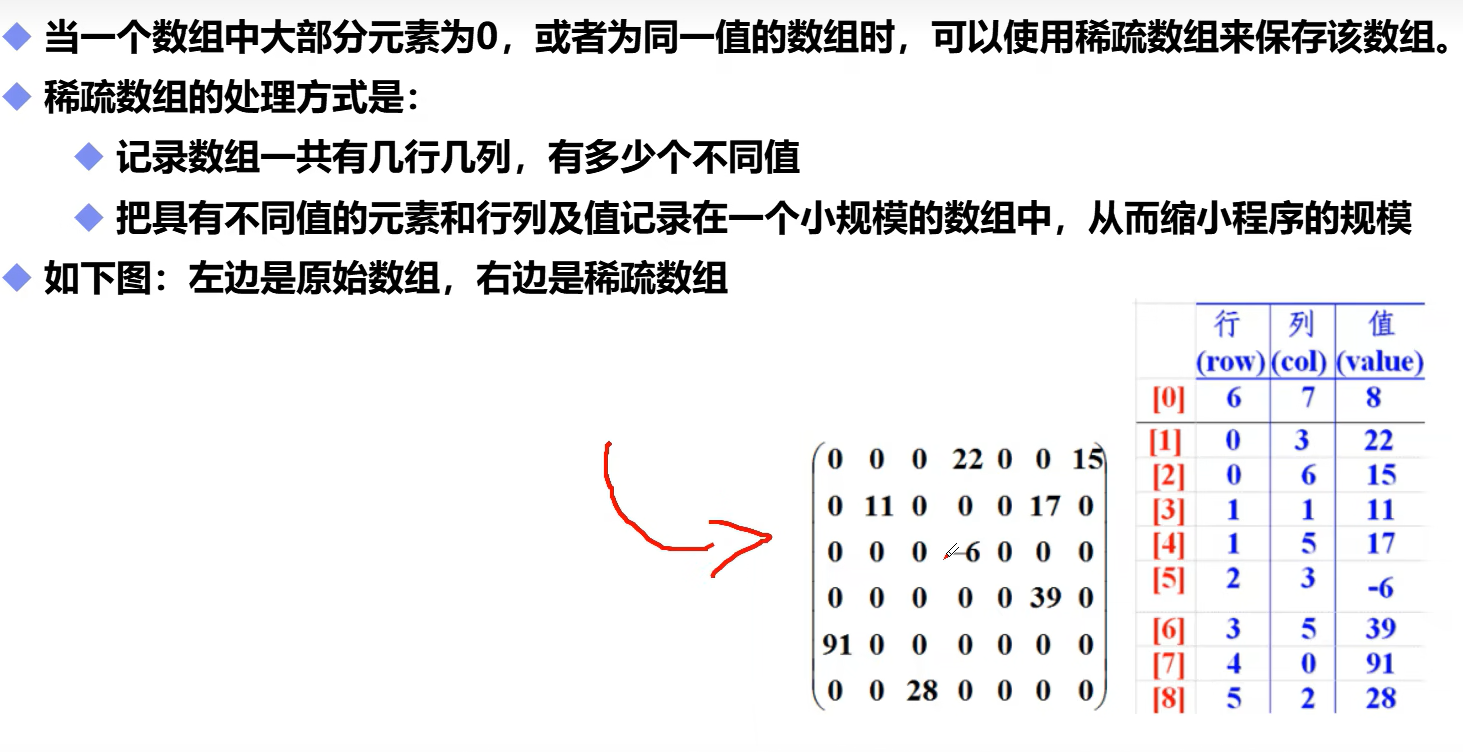 当一个数组中大部分元素为0，或者为同一值的数组时，可以使用稀疏数组来保存该数组。
稀疏数组的处理方式是：
记录数组一共有几行几列，有多少个不同值
把具有不同值的元素和行列及值记录在一个小规模的数组中，从而缩小程序的规模
如下图：左边是原始数组，右边是稀疏数组
0 0 0 22 0 0 15
0 11 0 0 0 17 0
0 0 0 -6 0 0 0
0 0 0 0 0 39 0
91 0 0 0 0 0 0
0 0 28 0 0 0 0
行 列 值
(row) (col) (value)
[0] 6 7 8
[1] 0 3 22
[2] 0 6 15
[3] 1 1 11
[4] 1 5 17
[5] 2 3 -6
[6] 3 5 39
[7] 4 0 91
[8] 5 2 28